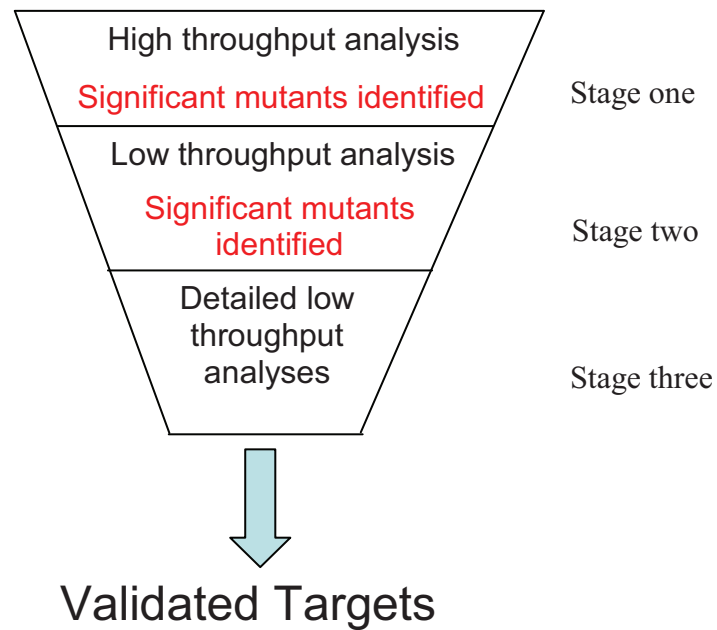 High throughput analysis
Significant mutants identified
Stage one
Low throughput analysis
Significant mutants
identified
Stage two
Detailed low
throughput
analyses
Stage three
Validated Targets